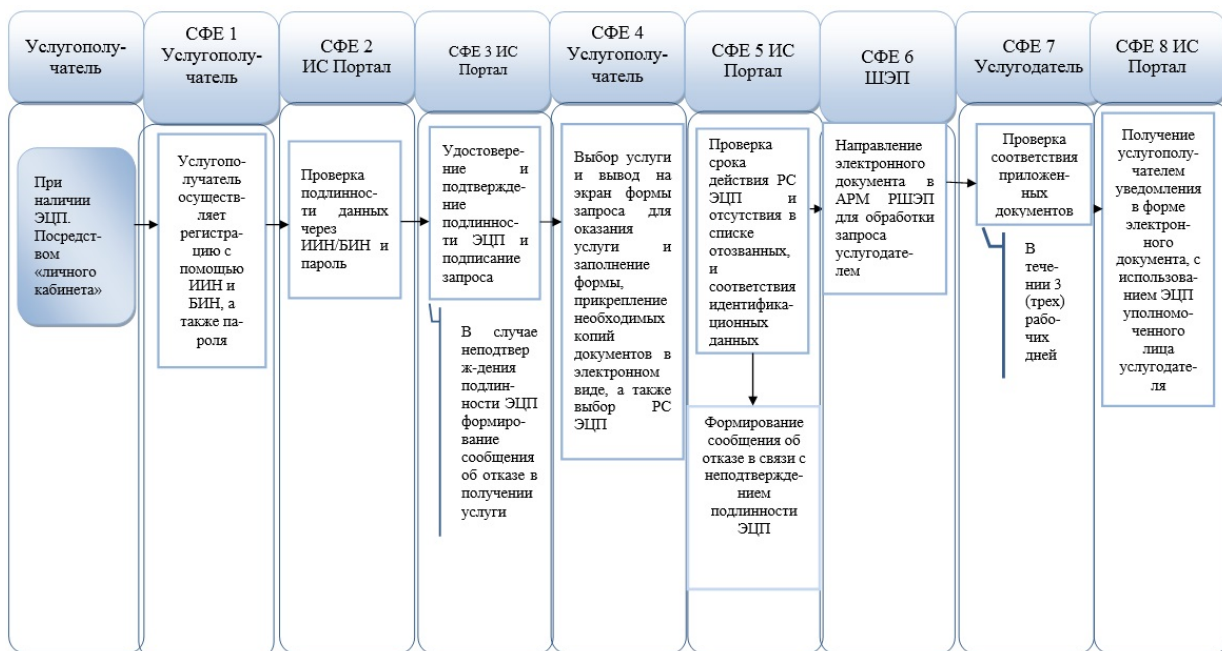 Услугополу-
чатель
СФЕ 1
Услугополу-
чатель
СФЕ 2
ИС Портал
СФЕ 3 ИС
Портал
СФЕ 4
Услугополу-
чатель
СФЕ 5 ИС
Портал
СФЕ 6
ШЭП
СФЕ 7
Услугодатель
СФЕ 8 ИС
Портал
При
наличии
ЭЦП.
Посредст-
вом
«личного
кабинета»
Услугопо-
лучатель
осуществ-
ляет
регистра-
цию с
помощью
ИИН и
БИН, а
также па-
роля
Проверка
подлиннос-
ти данных
через
ИИН/БИН и
пароль
Удостовере-
ние и
подтвержде-
ние
подлиннос-
ти ЭЦП и
подписание
запроса
В случае
неподтвер
ж-дения
подлин-
ности ЭЦП
формиро-
вание
сообщения
об отказе в
получении
услуги
Выбор услуги
и вывод на
экран формы
запроса для
оказания
услуги и
заполнение
формы,
прикрепление
необходимых
копий
документов в
электронном
виде, а также
выбор РС
ЭЦП
Проверка
срока
действия РС
ЭЦП и
отсутствия в
списке
отозванных,
и
соответствия
идентифика-
ционных
данных
Формирование
сообщения об
отказе в связи с
неподтвержде-
нием
подлинности
ЭЦП
Направление
электронного
документа в
АРМ РШЭП
для обработки
запроса
услугодате-
лем
Проверка
соответствия
приложен-
ных
документов
В
тече-
нии 3
(трех)
рабо-
чих
дней
Получение
услугополу-
чателем
уведомления
в форме
электрон-
ного
документа, с
использова-
нием ЭЦП
уполномо-
ченного
лица
услугодате-
ля